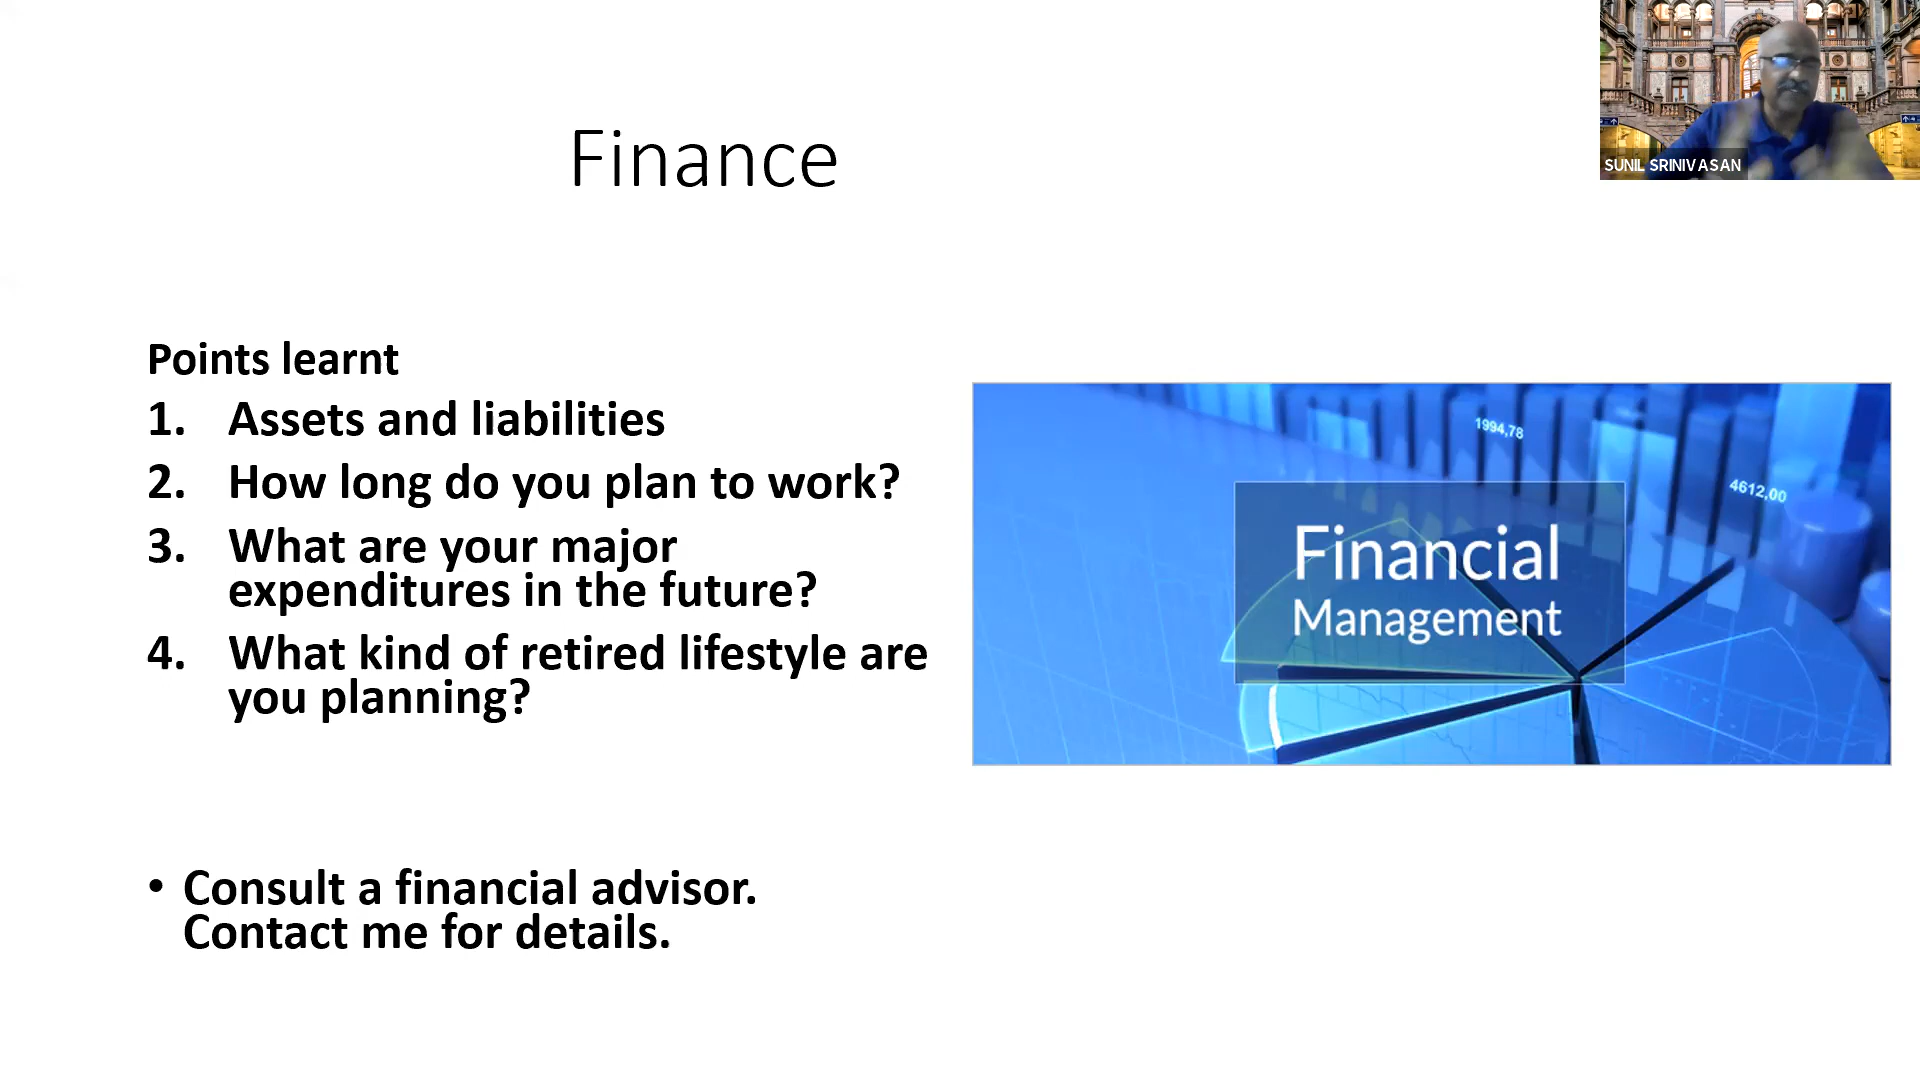 SUNIL SRINIVASAN
Finance
Points learnt
1. Assets and liabilities
2. How long do you plan to work?
3. What are your major
expenditures in the future?
4. What kind of retired lifestyle are
you planning?
1994,78
4612,00
Financial
Management
• Consult a financial advisor.
Contact me for details.